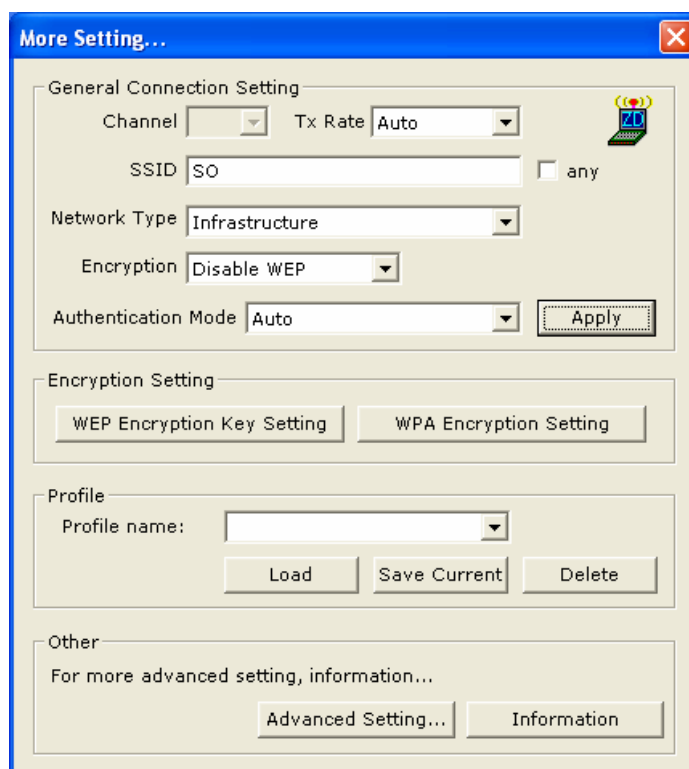 More Setting...
General Connection Setting
Channel Tx Rate Auto
ZD
SSID SO any
Network Type Infrastructure
Encryption Disable WEP
Authentication Mode Auto Apply
Encryption Setting
WEP Encryption Key Setting WPA Encryption Setting
Profile
Profile name:
Load Save Current Delete
Other
For more advanced setting, information...
Advanced Setting... Information